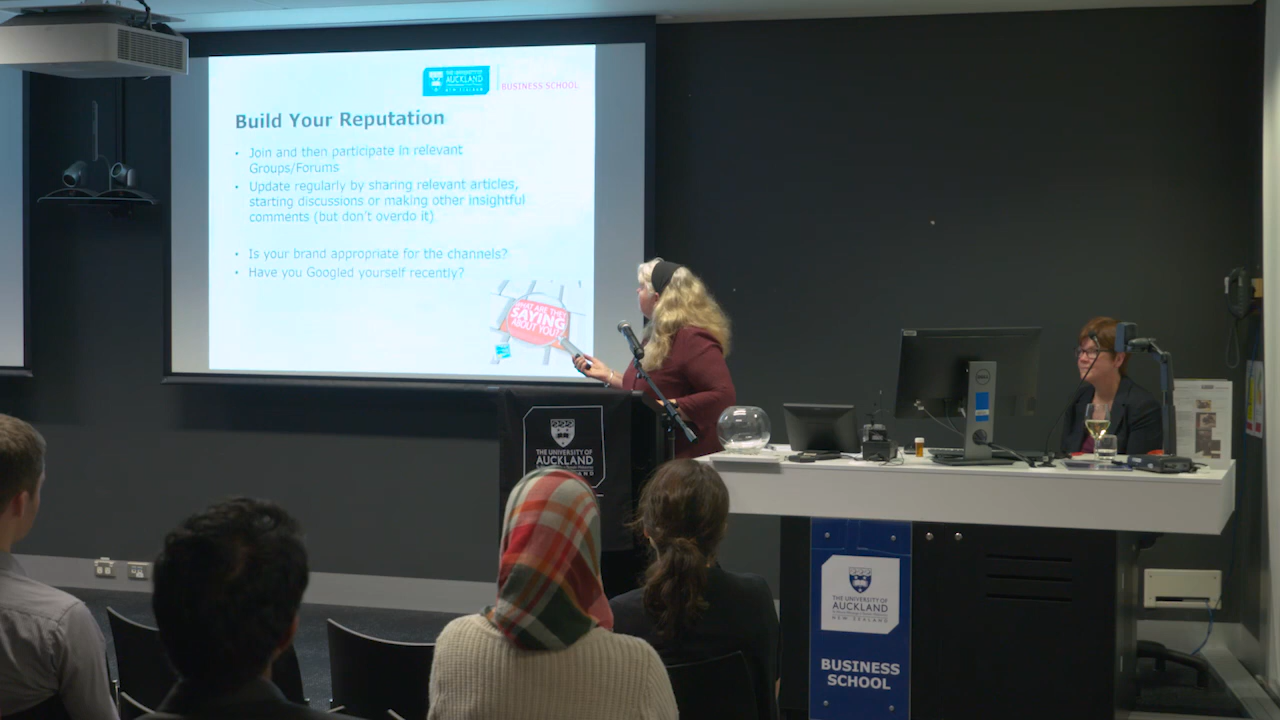 THE UNIVERSITY OF
AUCKLAND
NEW ZEALAND
BUSINESS SCHOOL
Build Your Reputation
• Join and then participate in relevant
Groups/Forums
• Update regularly by sharing relevant articles,
starting discussions or making other insightful
comments (but don't overdo it)
• Is your brand appropriate for the channels?
• Have you Googled yourself recently?
WHAT ARE THEY
SAYING
ABOUT YOU?
THE UNIVERSITY OF
AUCKLAND
DELL
THE UNIVERSITY OF
AUCKLAND
NEW ZEALAND
BUSINESS
SCHOOL